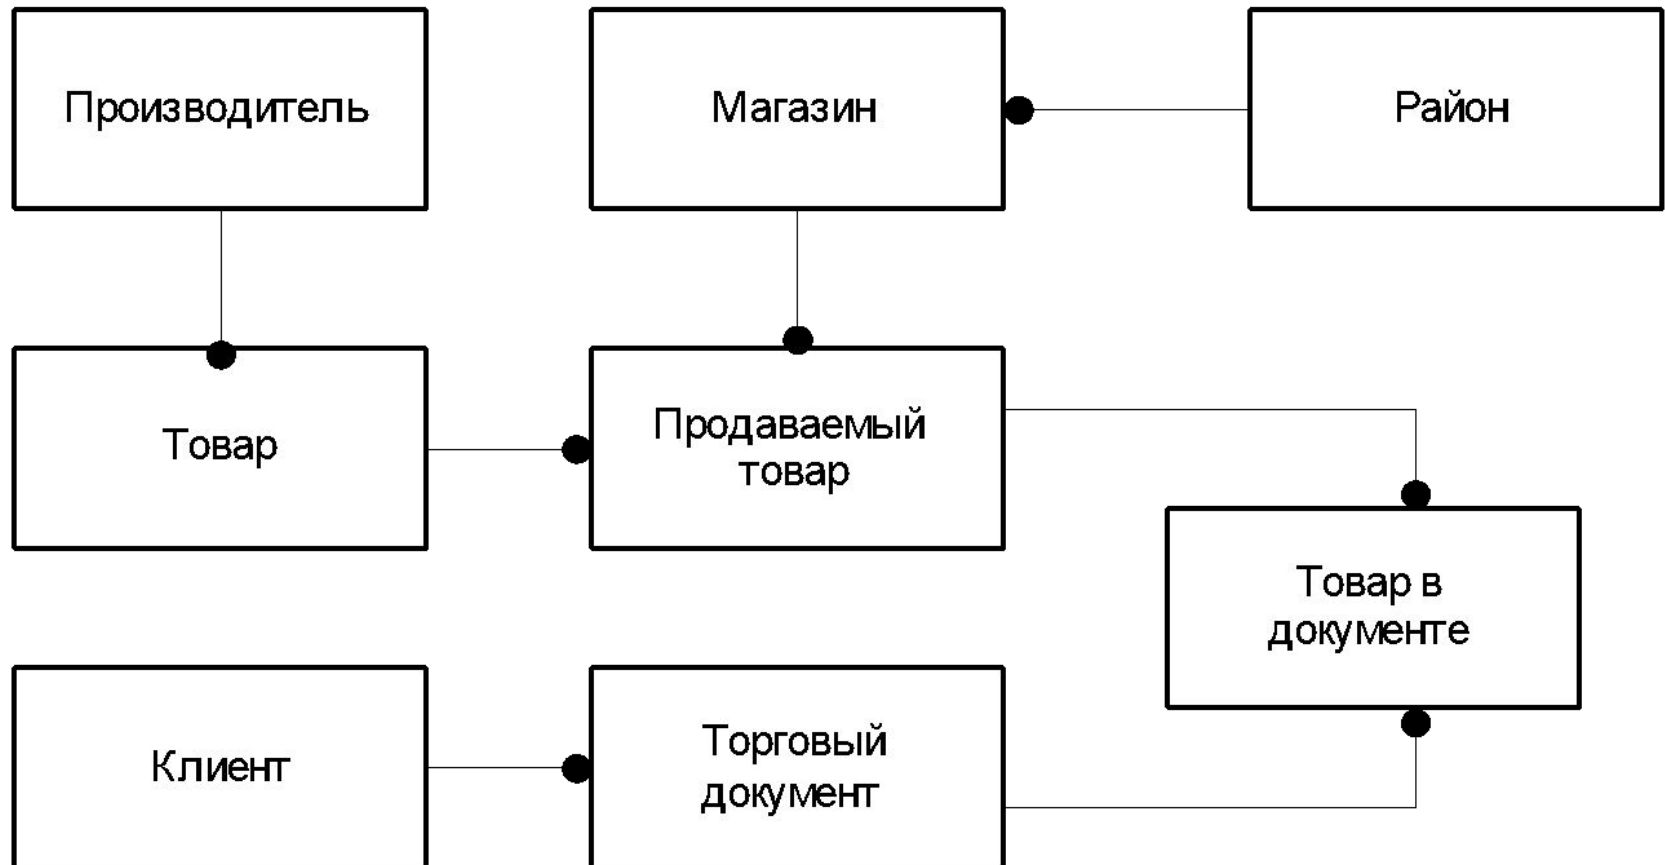 Производитель
Магазин
Район
Товар
Продаваемый
товар
Товар в
документе
Клиент
Торговый
документ